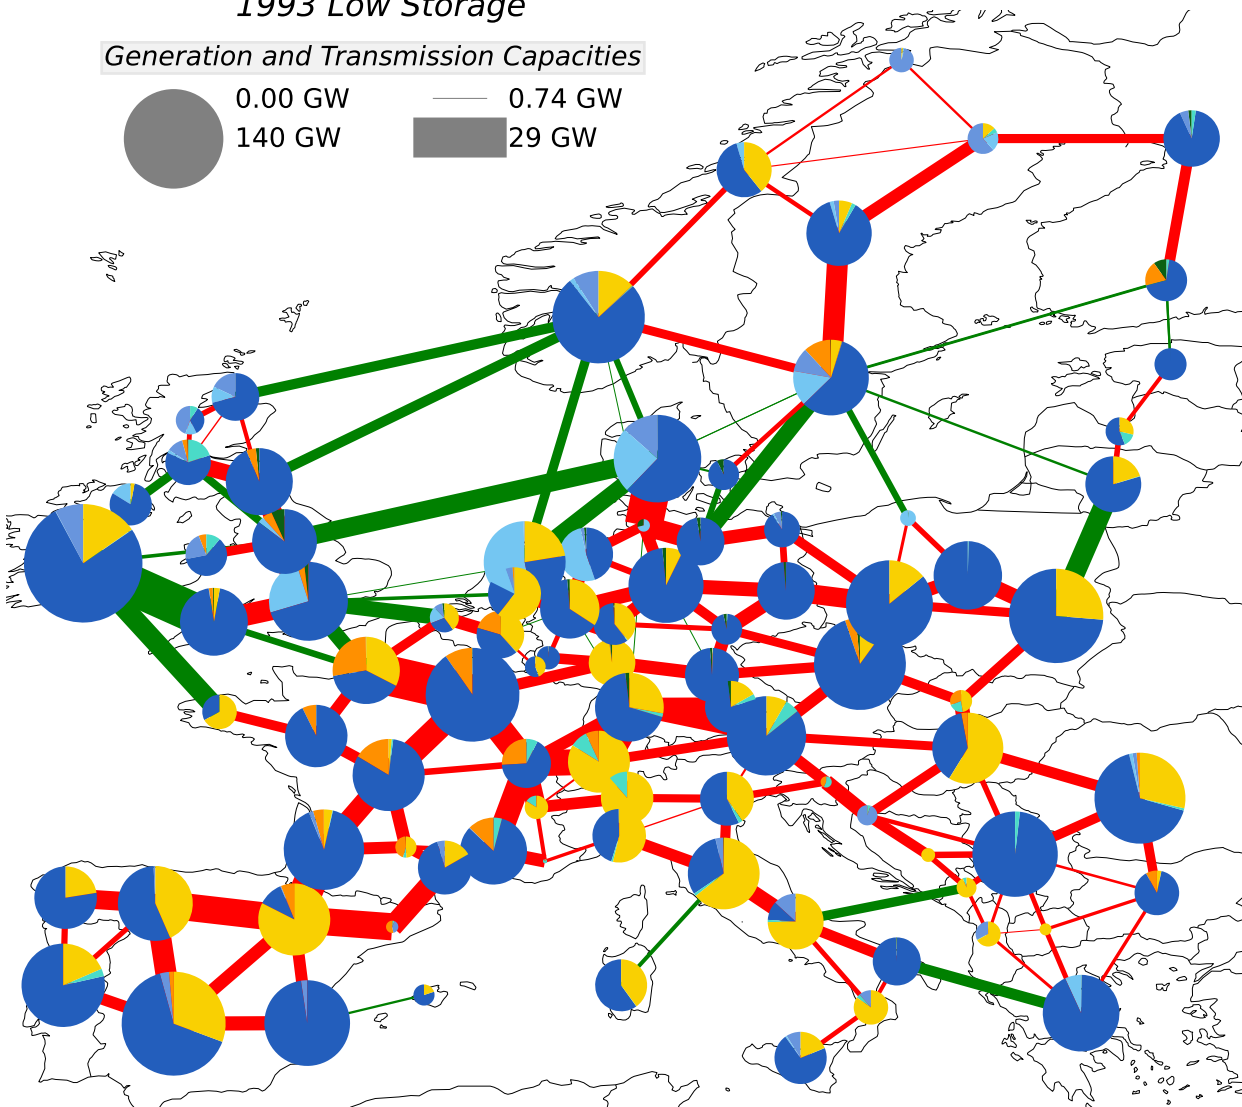 1993 Low Storage
Generation and Transmission Capacities
0.00 GW 0.74 GW
140 GW 29 GW